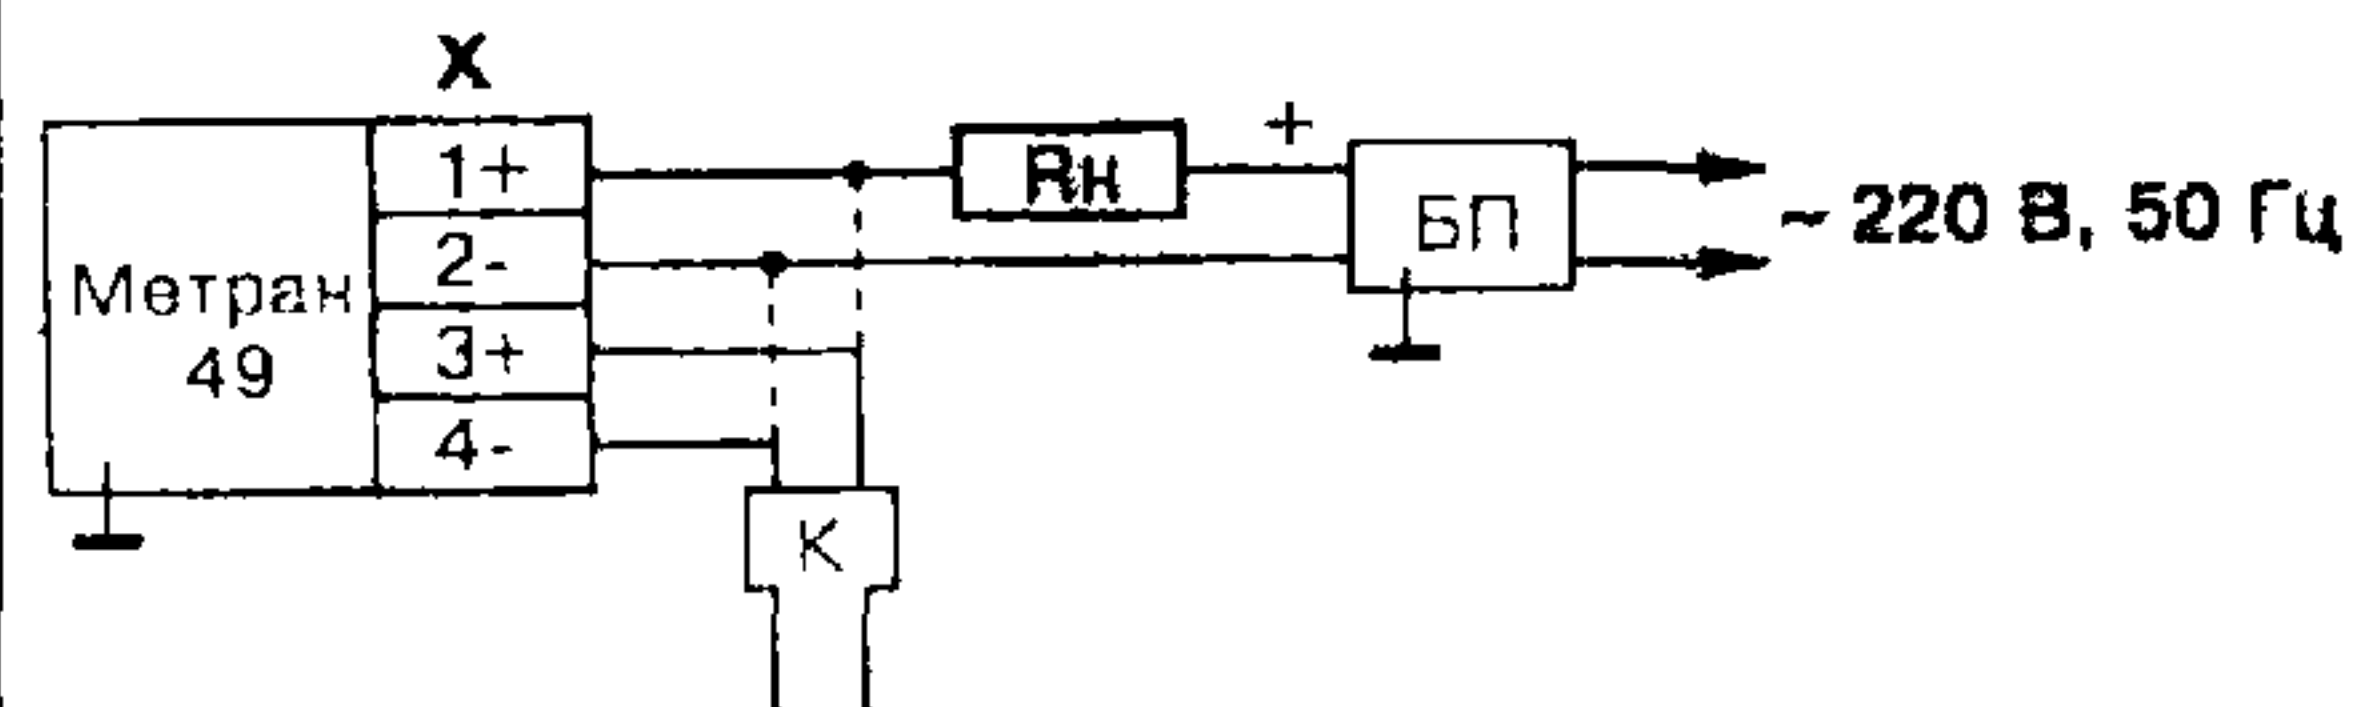 X
1+
2-
3+
4-
Метран
49
Rн
+
БП
~ 220 В, 50 Гц
К